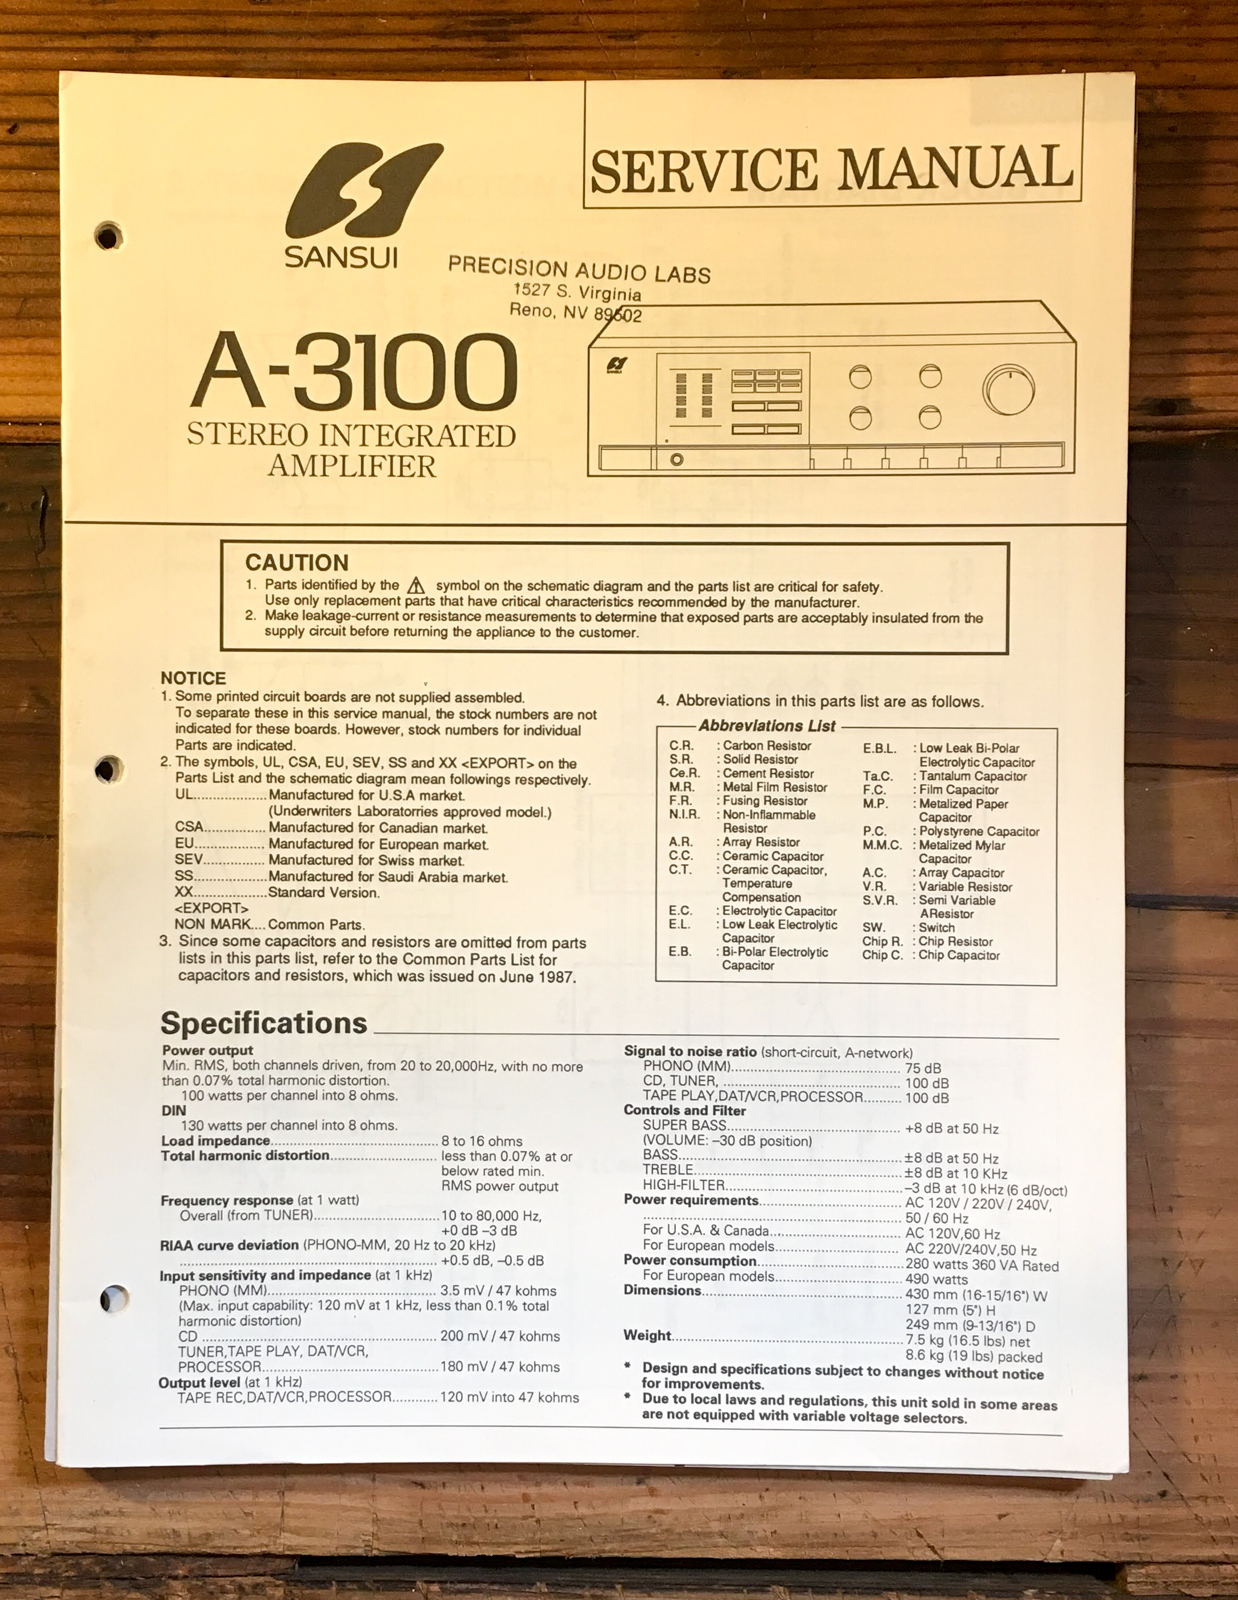 SERVICE MANUAL
SANSUI
PRECISION AUDIO LABS
1527 S. Virginia
Reno, NV 89502
A-3100
STEREO INTEGRATED
AMPLIFIER
SANSUI
CAUTION
1. Parts identified by the ⚠ symbol on the schematic diagram and the parts list are critical for safety.
Use only replacement parts that have critical characteristics recommended by the manufacturer.
2. Make leakage-current or resistance measurements to determine that exposed parts are acceptably insulated from the
supply circuit before returning the appliance to the customer.
NOTICE
1. Some printed circuit boards are not supplied assembled.
To separate these in this service manual, the stock numbers are not
indicated for these boards. However, stock numbers for individual
Parts are indicated.
2. The symbols, UL, CSA, EU, SEV, SS and XX <EXPORT> on the
Parts List and the schematic diagram mean followings respectively.
UL.................. Manufactured for U.S.A market.
(Underwriters Laboratorries approved model.)
CSA............... Manufactured for Canadian market.
EU.................. Manufactured for European market.
SEV................ Manufactured for Swiss market.
SS.................. Manufactured for Saudi Arabia market.
XX.................. Standard Version.
<EXPORT>
NON MARK.... Common Parts.
3. Since some capacitors and resistors are omitted from parts
lists in this parts list, refer to the Common Parts List for
capacitors and resistors, which was issued on June 1987.
4. Abbreviations in this parts list are as follows.
Abbreviations List
C.R. : Carbon Resistor
S.R. : Solid Resistor
Ce.R. : Cement Resistor
M.R. : Metal Film Resistor
F.R. : Fusing Resistor
N.I.R. : Non-Inflammable
Resistor
A.R. : Array Resistor
C.C. : Ceramic Capacitor
C.T. : Ceramic Capacitor,
Temperature
Compensation
E.C. : Electrolytic Capacitor
E.L. : Low Leak Electrolytic
Capacitor
E.B. : Bi-Polar Electrolytic
Capacitor
E.B.L. : Low Leak Bi-Polar
Electrolytic Capacitor
Ta.C. : Tantalum Capacitor
F.C. : Film Capacitor
M.P. : Metalized Paper
Capacitor
P.C. : Polystyrene Capacitor
M.M.C. : Metalized Mylar
Capacitor
A.C. : Array Capacitor
V.R. : Variable Resistor
S.V.R. : Semi Variable
AResistor
SW. : Switch
Chip R. : Chip Resistor
Chip C. : Chip Capacitor
Specifications
Power output
Min. RMS, both channels driven, from 20 to 20,000Hz, with no more
than 0.07% total harmonic distortion.
100 watts per channel into 8 ohms.
DIN
130 watts per channel into 8 ohms.
Load impedance.......................................... 8 to 16 ohms
Total harmonic distortion........................... less than 0.07% at or
below rated min.
RMS power output
Frequency response (at 1 watt)
Overall (from TUNER)............................... 10 to 80,000 Hz,
+0 dB –3 dB
RIAA curve deviation (PHONO-MM, 20 Hz to 20 kHz)
................................................................ +0.5 dB, –0.5 dB
Input sensitivity and impedance (at 1 kHz)
PHONO (MM)........................................... 3.5 mV / 47 kohms
(Max. input capability: 120 mV at 1 kHz, less than 0.1% total
harmonic distortion)
CD .......................................................... 200 mV / 47 kohms
TUNER,TAPE PLAY, DAT/VCR,
PROCESSOR............................................ 180 mV / 47 kohms
Output level (at 1 kHz)
TAPE REC,DAT/VCR,PROCESSOR........... 120 mV into 47 kohms
Signal to noise ratio (short-circuit, A-network)
PHONO (MM).......................................... 75 dB
CD, TUNER, ............................................ 100 dB
TAPE PLAY,DAT/VCR,PROCESSOR......... 100 dB
Controls and Filter
SUPER BASS........................................... +8 dB at 50 Hz
(VOLUME: –30 dB position)
BASS....................................................... ±8 dB at 50 Hz
TREBLE................................................... ±8 dB at 10 KHz
HIGH-FILTER............................................ –3 dB at 10 kHz (6 dB/oct)
Power requirements................................... AC 120V / 220V / 240V,
................................................................ 50 / 60 Hz
For U.S.A. & Canada................................ AC 120V,60 Hz
For European models............................... AC 220V/240V,50 Hz
Power consumption................................... 280 watts 360 VA Rated
For European models............................... 490 watts
Dimensions................................................. 430 mm (16-15/16") W
127 mm (5") H
249 mm (9-13/16") D
Weight......................................................... 7.5 kg (16.5 lbs) net
8.6 kg (19 lbs) packed
* Design and specifications subject to changes without notice
for improvements.
* Due to local laws and regulations, this unit sold in some areas
are not equipped with variable voltage selectors.